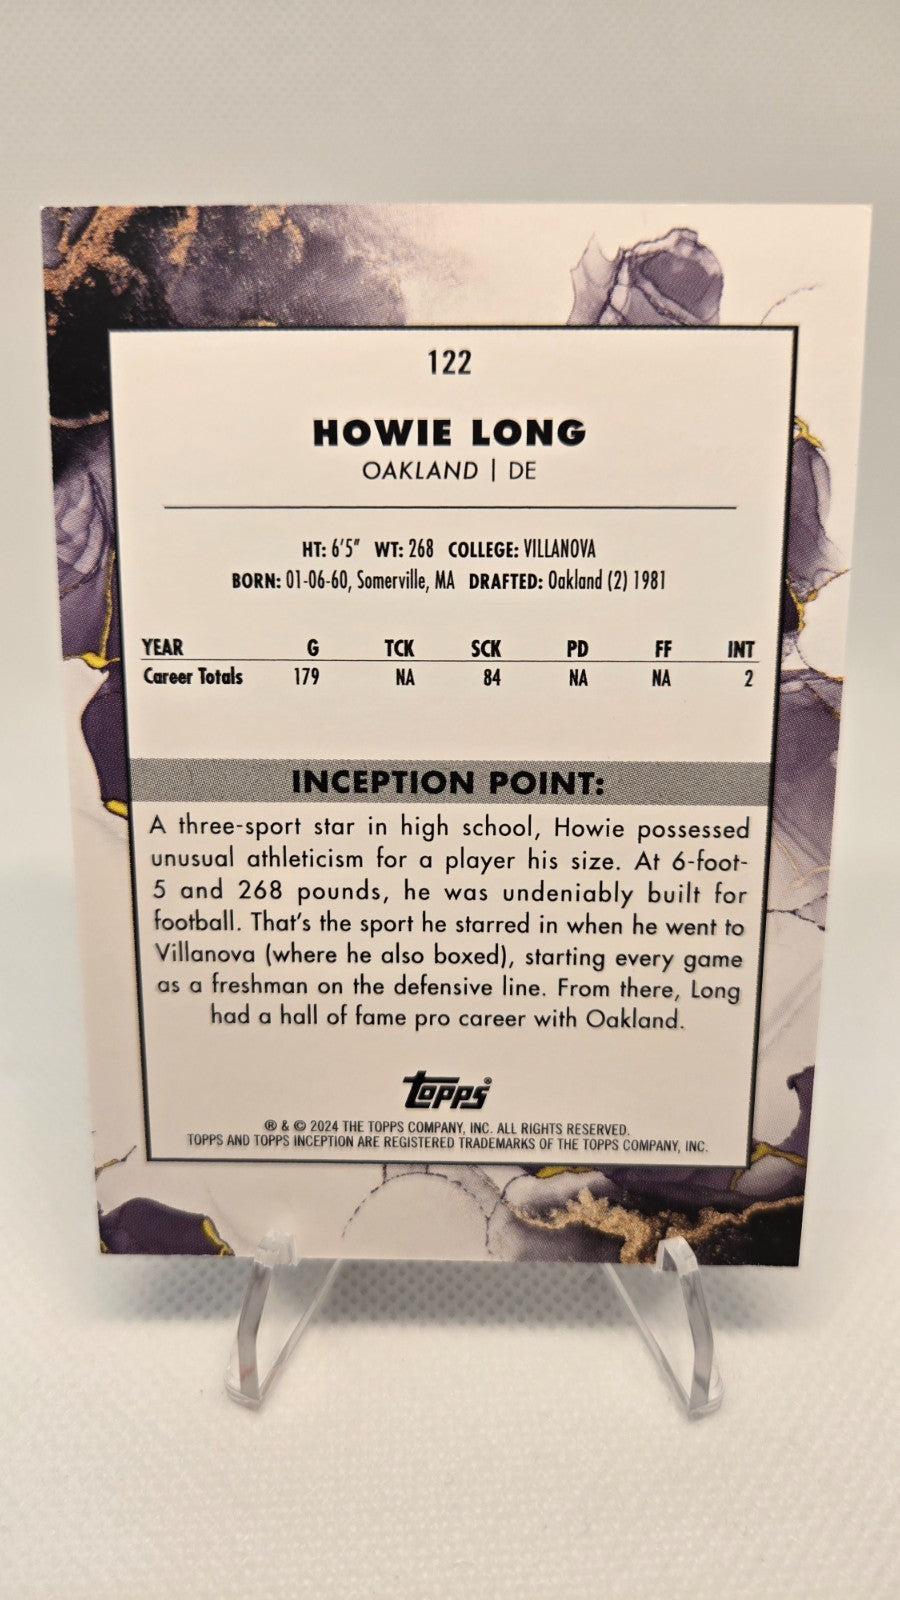 122
HOWIE LONG
OAKLAND | DE
HT: 6'5" WT: 268 COLLEGE: VILLANOVA
BORN: 01-06-60, Somerville, MA DRAFTED: Oakland (2) 1981
YEAR G TCK SCK PD FF INT
Career Totals 179 NA 84 NA NA 2
INCEPTION POINT:
A three-sport star in high school, Howie possessed
unusual athleticism for a player his size. At 6-foot-
5 and 268 pounds, he was undeniably built for
football. That's the sport he starred in when he went to
Villanova (where he also boxed), starting every game
as a freshman on the defensive line. From there, Long
had a hall of fame pro career with Oakland.
topps®
® & © 2024 THE TOPPS COMPANY, INC. ALL RIGHTS RESERVED.
TOPPS AND TOPPS INCEPTION ARE REGISTERED TRADEMARKS OF THE TOPPS COMPANY, INC.